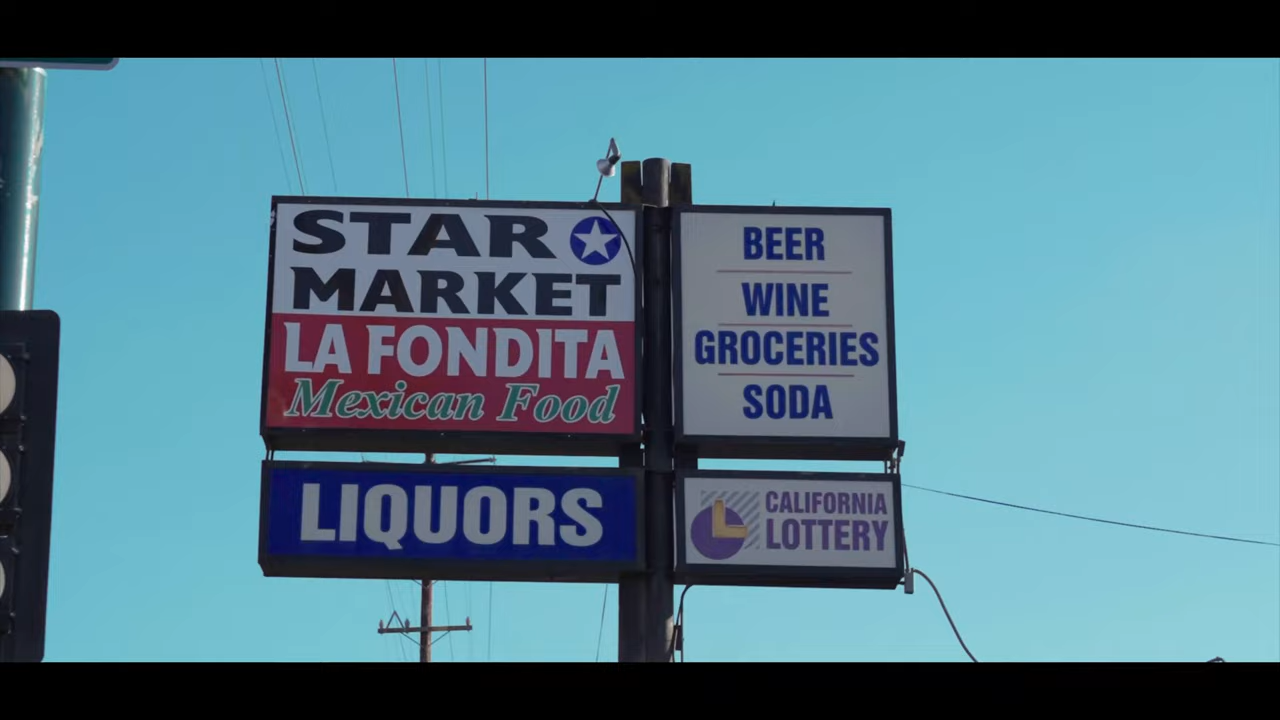 STAR
MARKET
LA FONDITA
Mexican Food
LIQUORS
BEER
WINE
GROCERIES
SODA
CALIFORNIA
LOTTERY